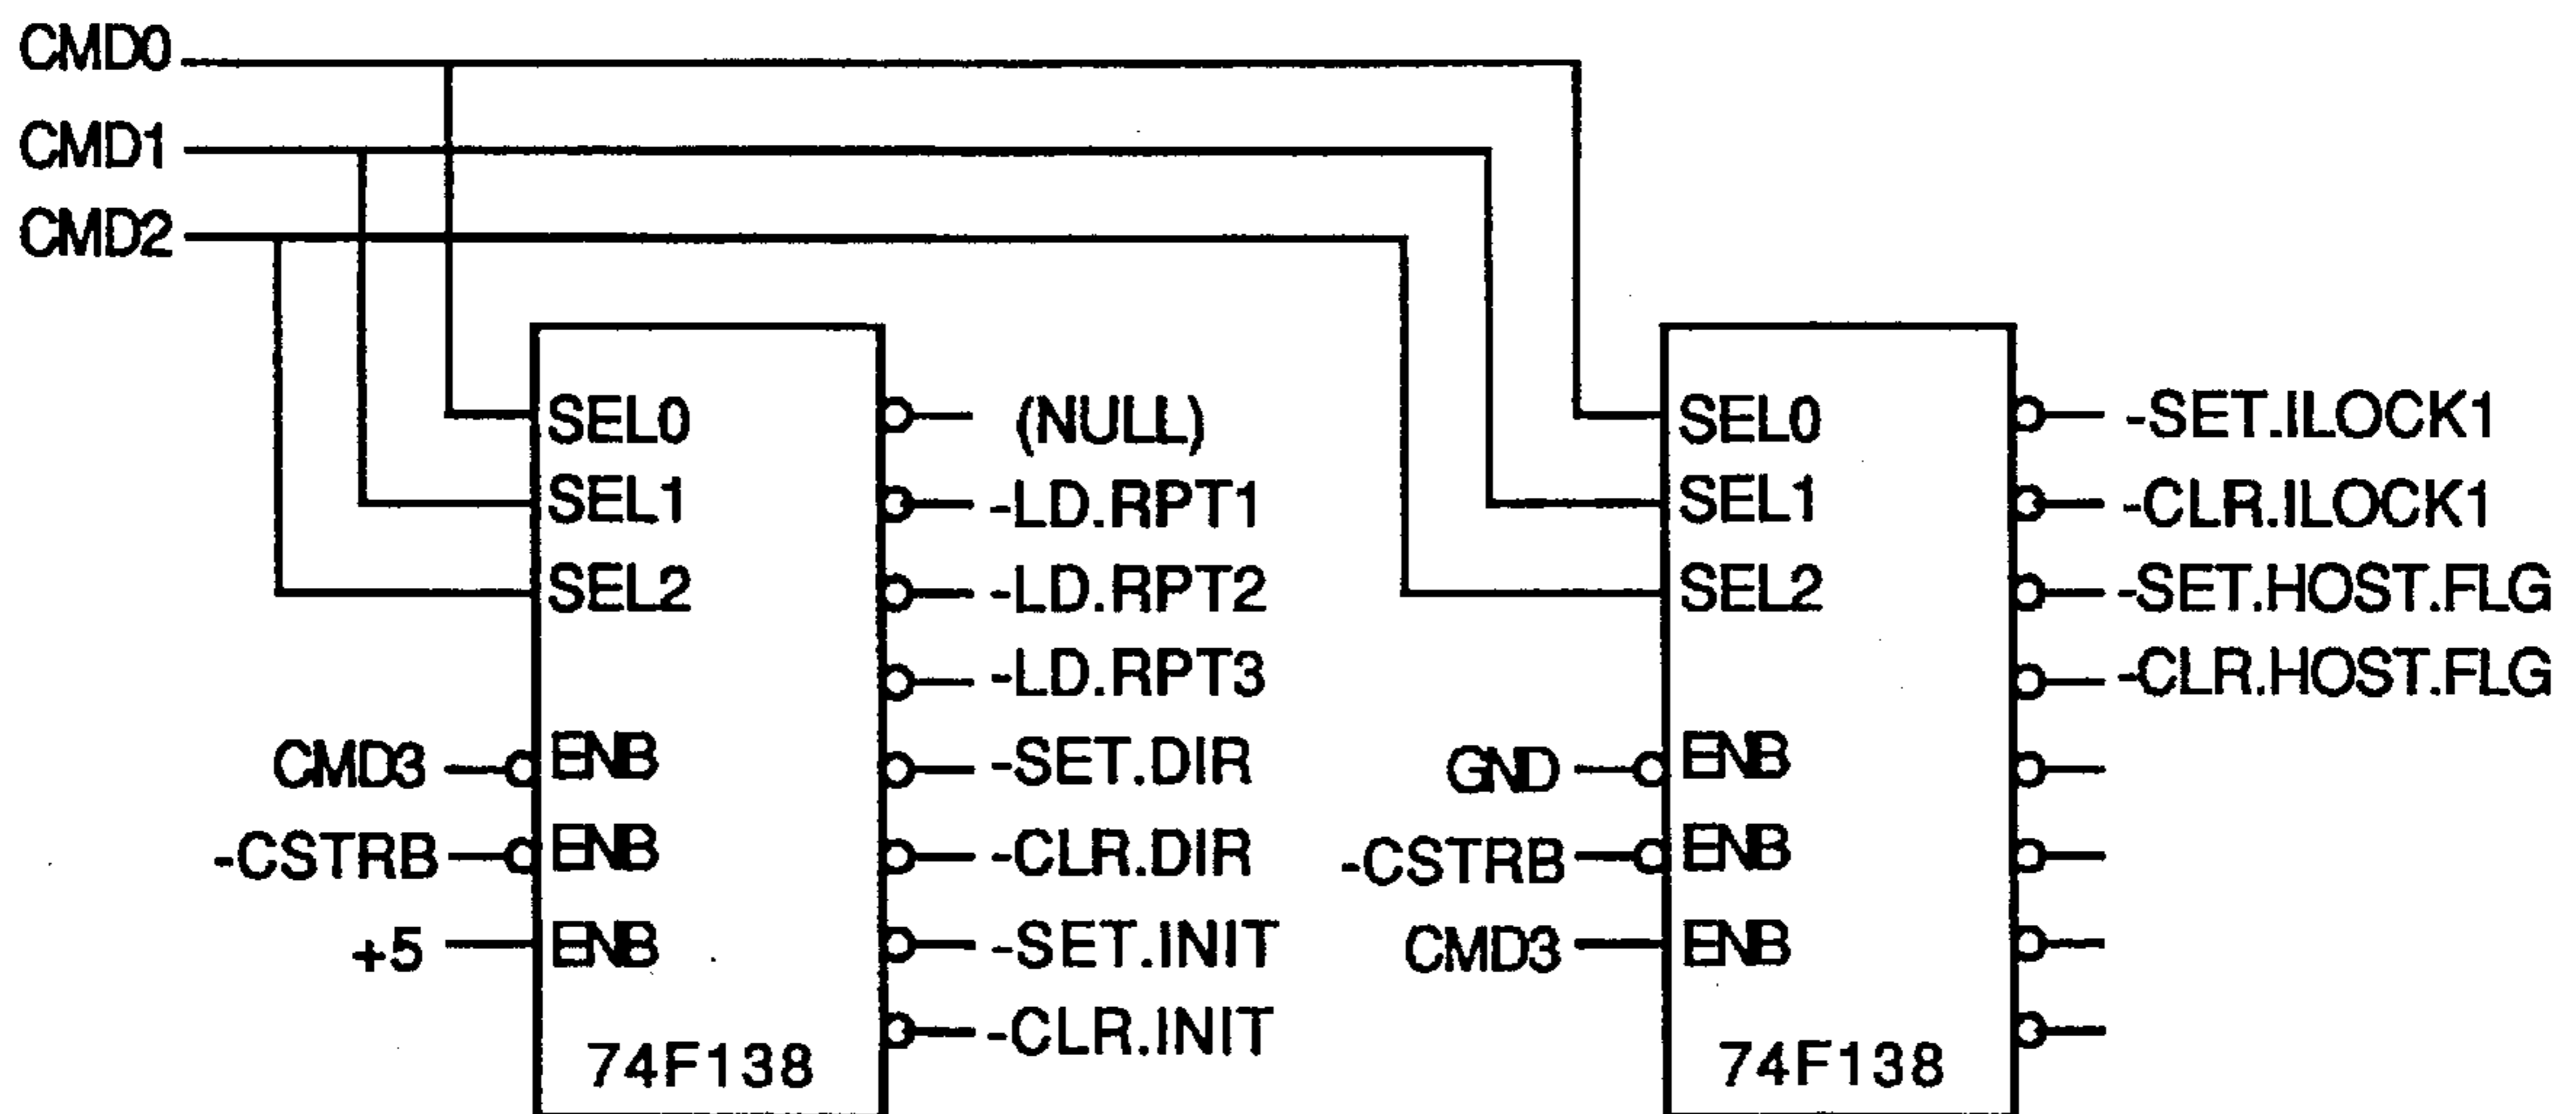 CMD0
CMD1
CMD2
SEL0
SEL1
SEL2
CMD3
ENB
-CSTRB
ENB
+5
ENB
74F138
(NULL)
-LD.RPT1
-LD.RPT2
-LD.RPT3
-SET.DIR
-CLR.DIR
-SET.INIT
-CLR.INIT
SEL0
SEL1
SEL2
GND
ENB
-CSTRB
ENB
CMD3
ENB
74F138
-SET.ILOCK1
-CLR.ILOCK1
-SET.HOST.FLG
-CLR.HOST.FLG